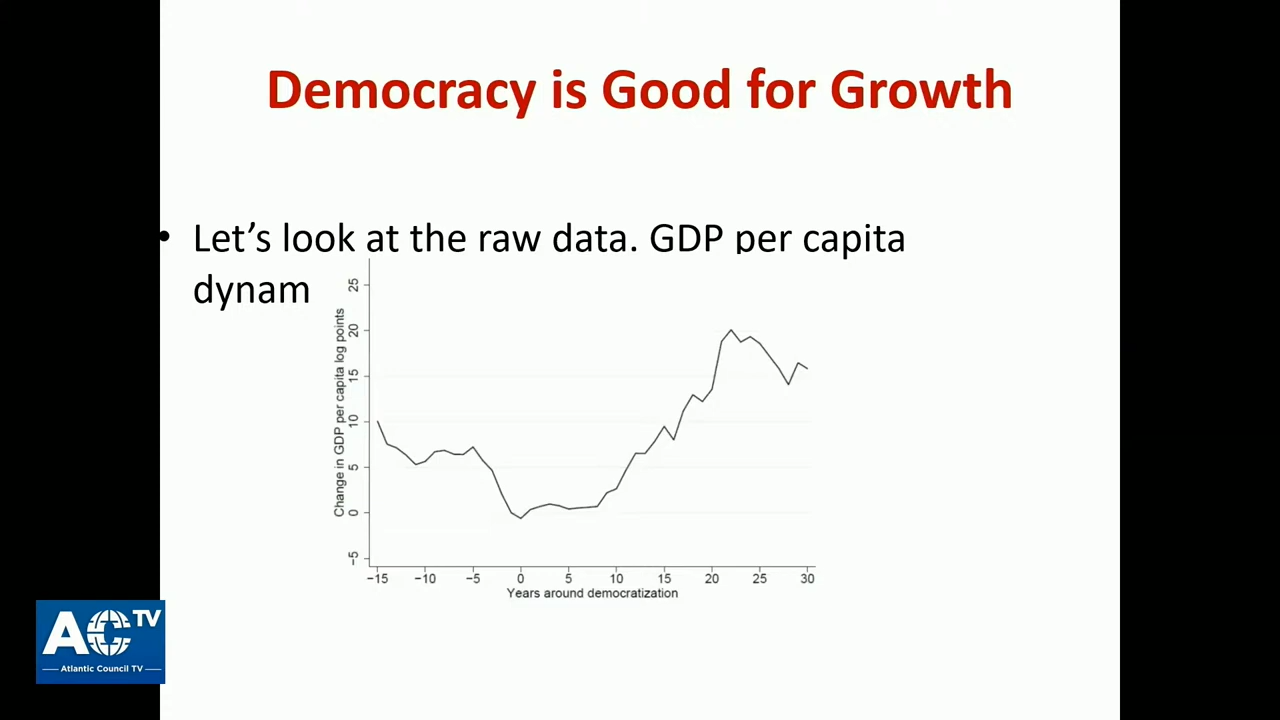 Democracy is Good for Growth
• Let’s look at the raw data. GDP per capita
dynam
Change in GDP per capita log points
25
20
15
10
5
0
−5
−15 −10 −5 0 5 10 15 20 25 30
Years around democratization
AC TV
Atlantic Council TV